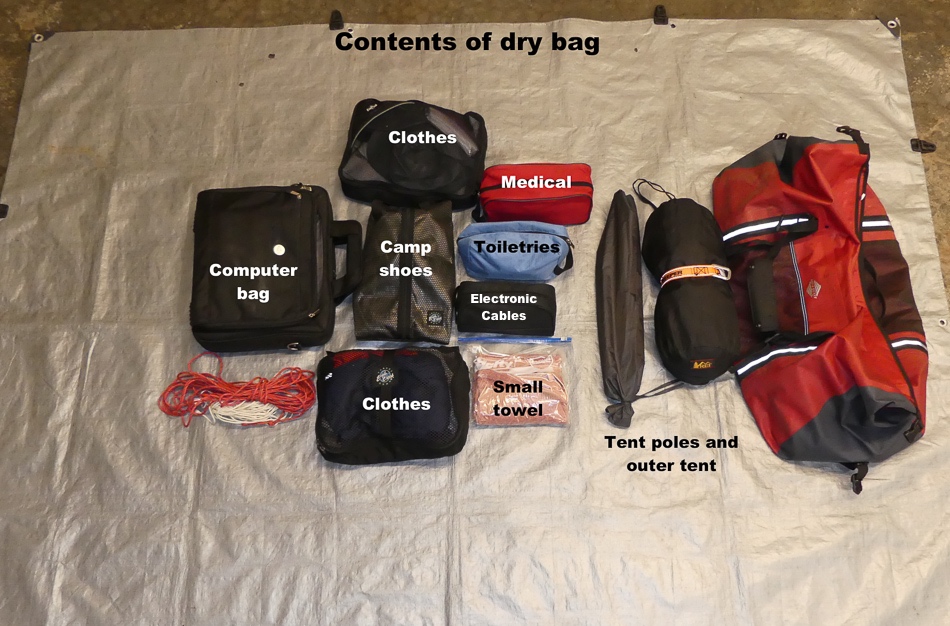 Contents of dry bag
Clothes
Medical
Computer
bag
Camp
shoes
Toiletries
Electronic
Cables
Clothes
Small
towel
Tent poles and
outer tent